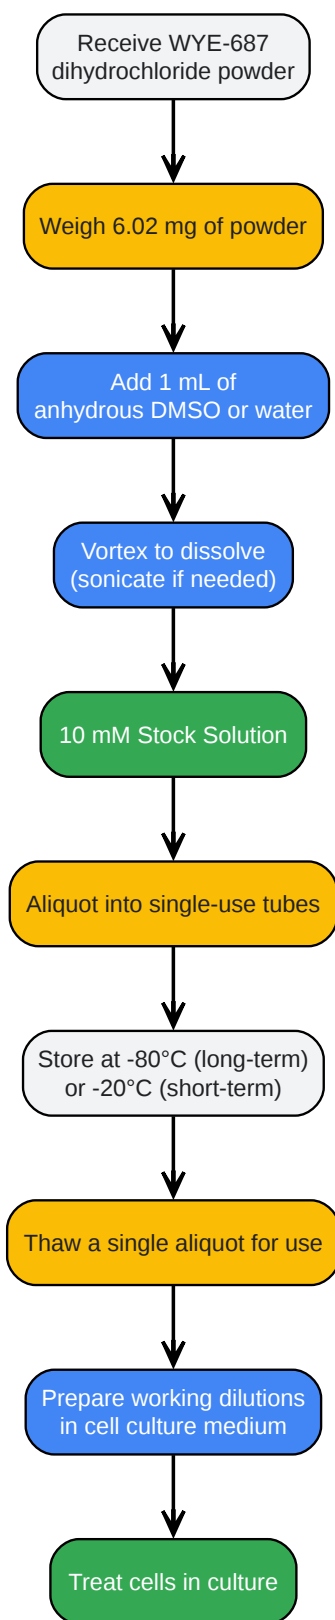 Receive WYE-687
dihydrochloride powder
Weigh 6.02 mg of powder
Add 1 mL of
anhydrous DMSO or water
Vortex to dissolve
(sonicate if needed)
10 mM Stock Solution
Aliquot into single-use tubes
Store at -80°C (long-term)
or -20°C (short-term)
Thaw a single aliquot for use
Prepare working dilutions
in cell culture medium
Treat cells in culture